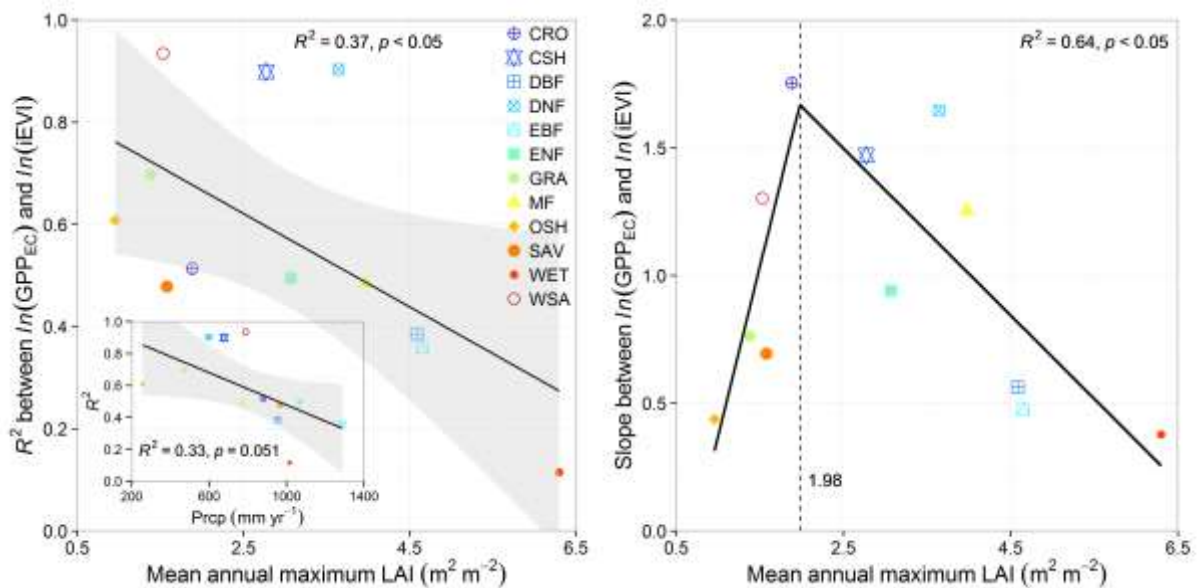 R² between ln(GPP_EC) and ln(iEVI)
1.0
0.8
0.6
0.4
0.2
0.0
R² = 0.37, p < 0.05
CRO
CSH
DBF
DNF
EBF
ENF
GRA
MF
OSH
SAV
WET
WSA
R²
1.0
0.8
0.6
0.4
0.2
0.0
R² = 0.33, p = 0.051
200 600 1000 1400
Prcp (mm yr⁻¹)
0.5 2.5 4.5 6.5
Mean annual maximum LAI (m² m⁻²)
Slope between ln(GPP_EC) and ln(iEVI)
2.0
1.5
1.0
0.5
0.0
R² = 0.64, p < 0.05
1.98
0.5 2.5 4.5 6.5
Mean annual maximum LAI (m² m⁻²)